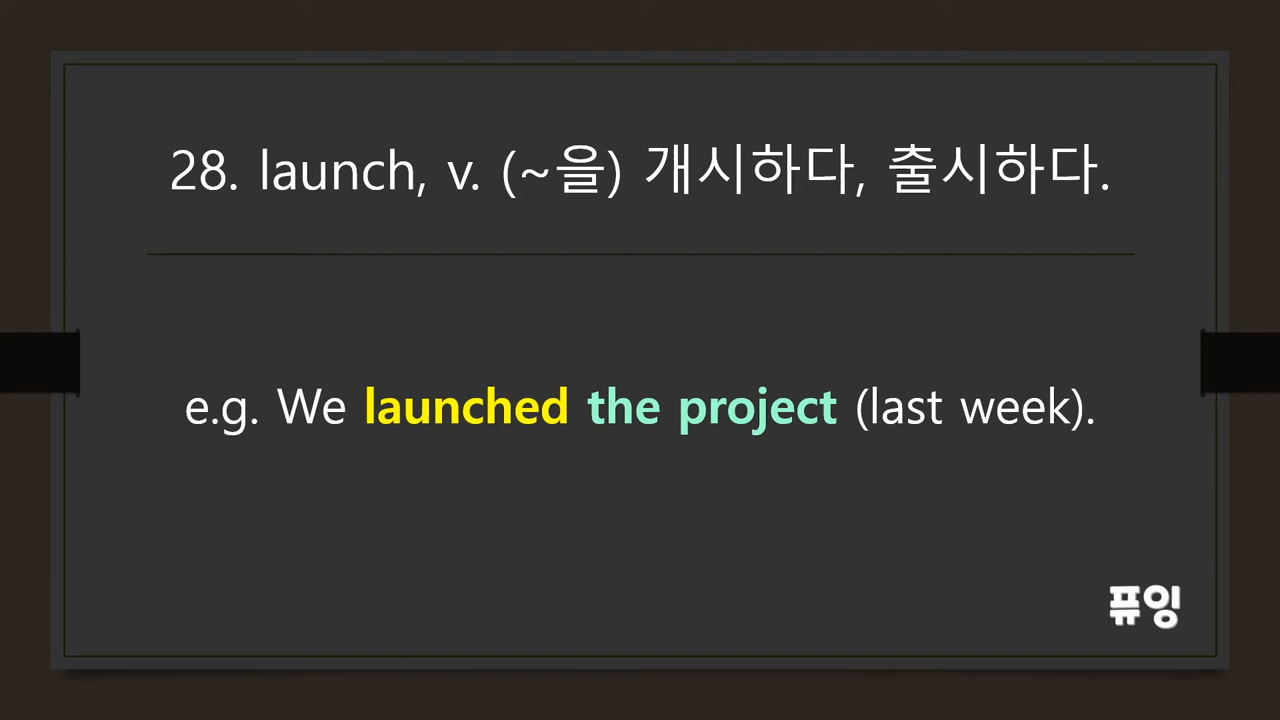 28. launch, v. (~을) 개시하다, 출시하다.
e.g. We launched the project (last week).
퓨잉